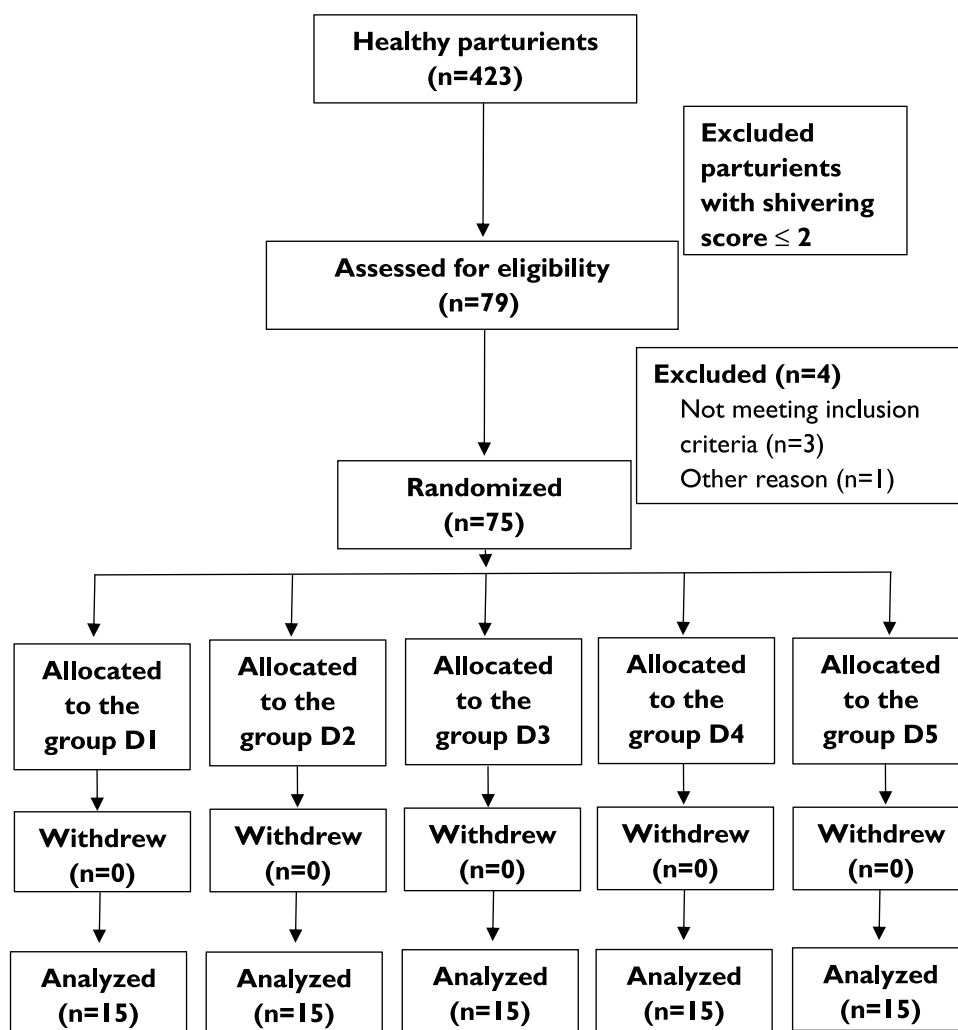 Healthy parturients
(n=423)
Excluded
parturients
with shivering
score ≤ 2
Assessed for eligibility
(n=79)
Excluded (n=4)
Not meeting inclusion
criteria (n=3)
Other reason (n=1)
Randomized
(n=75)
Allocated
to the
group D1
Allocated
to the
group D2
Allocated
to the
group D3
Allocated
to the
group D4
Allocated
to the
group D5
Withdrew
(n=0)
Withdrew
(n=0)
Withdrew
(n=0)
Withdrew
(n=0)
Withdrew
(n=0)
Analyzed
(n=15)
Analyzed
(n=15)
Analyzed
(n=15)
Analyzed
(n=15)
Analyzed
(n=15)